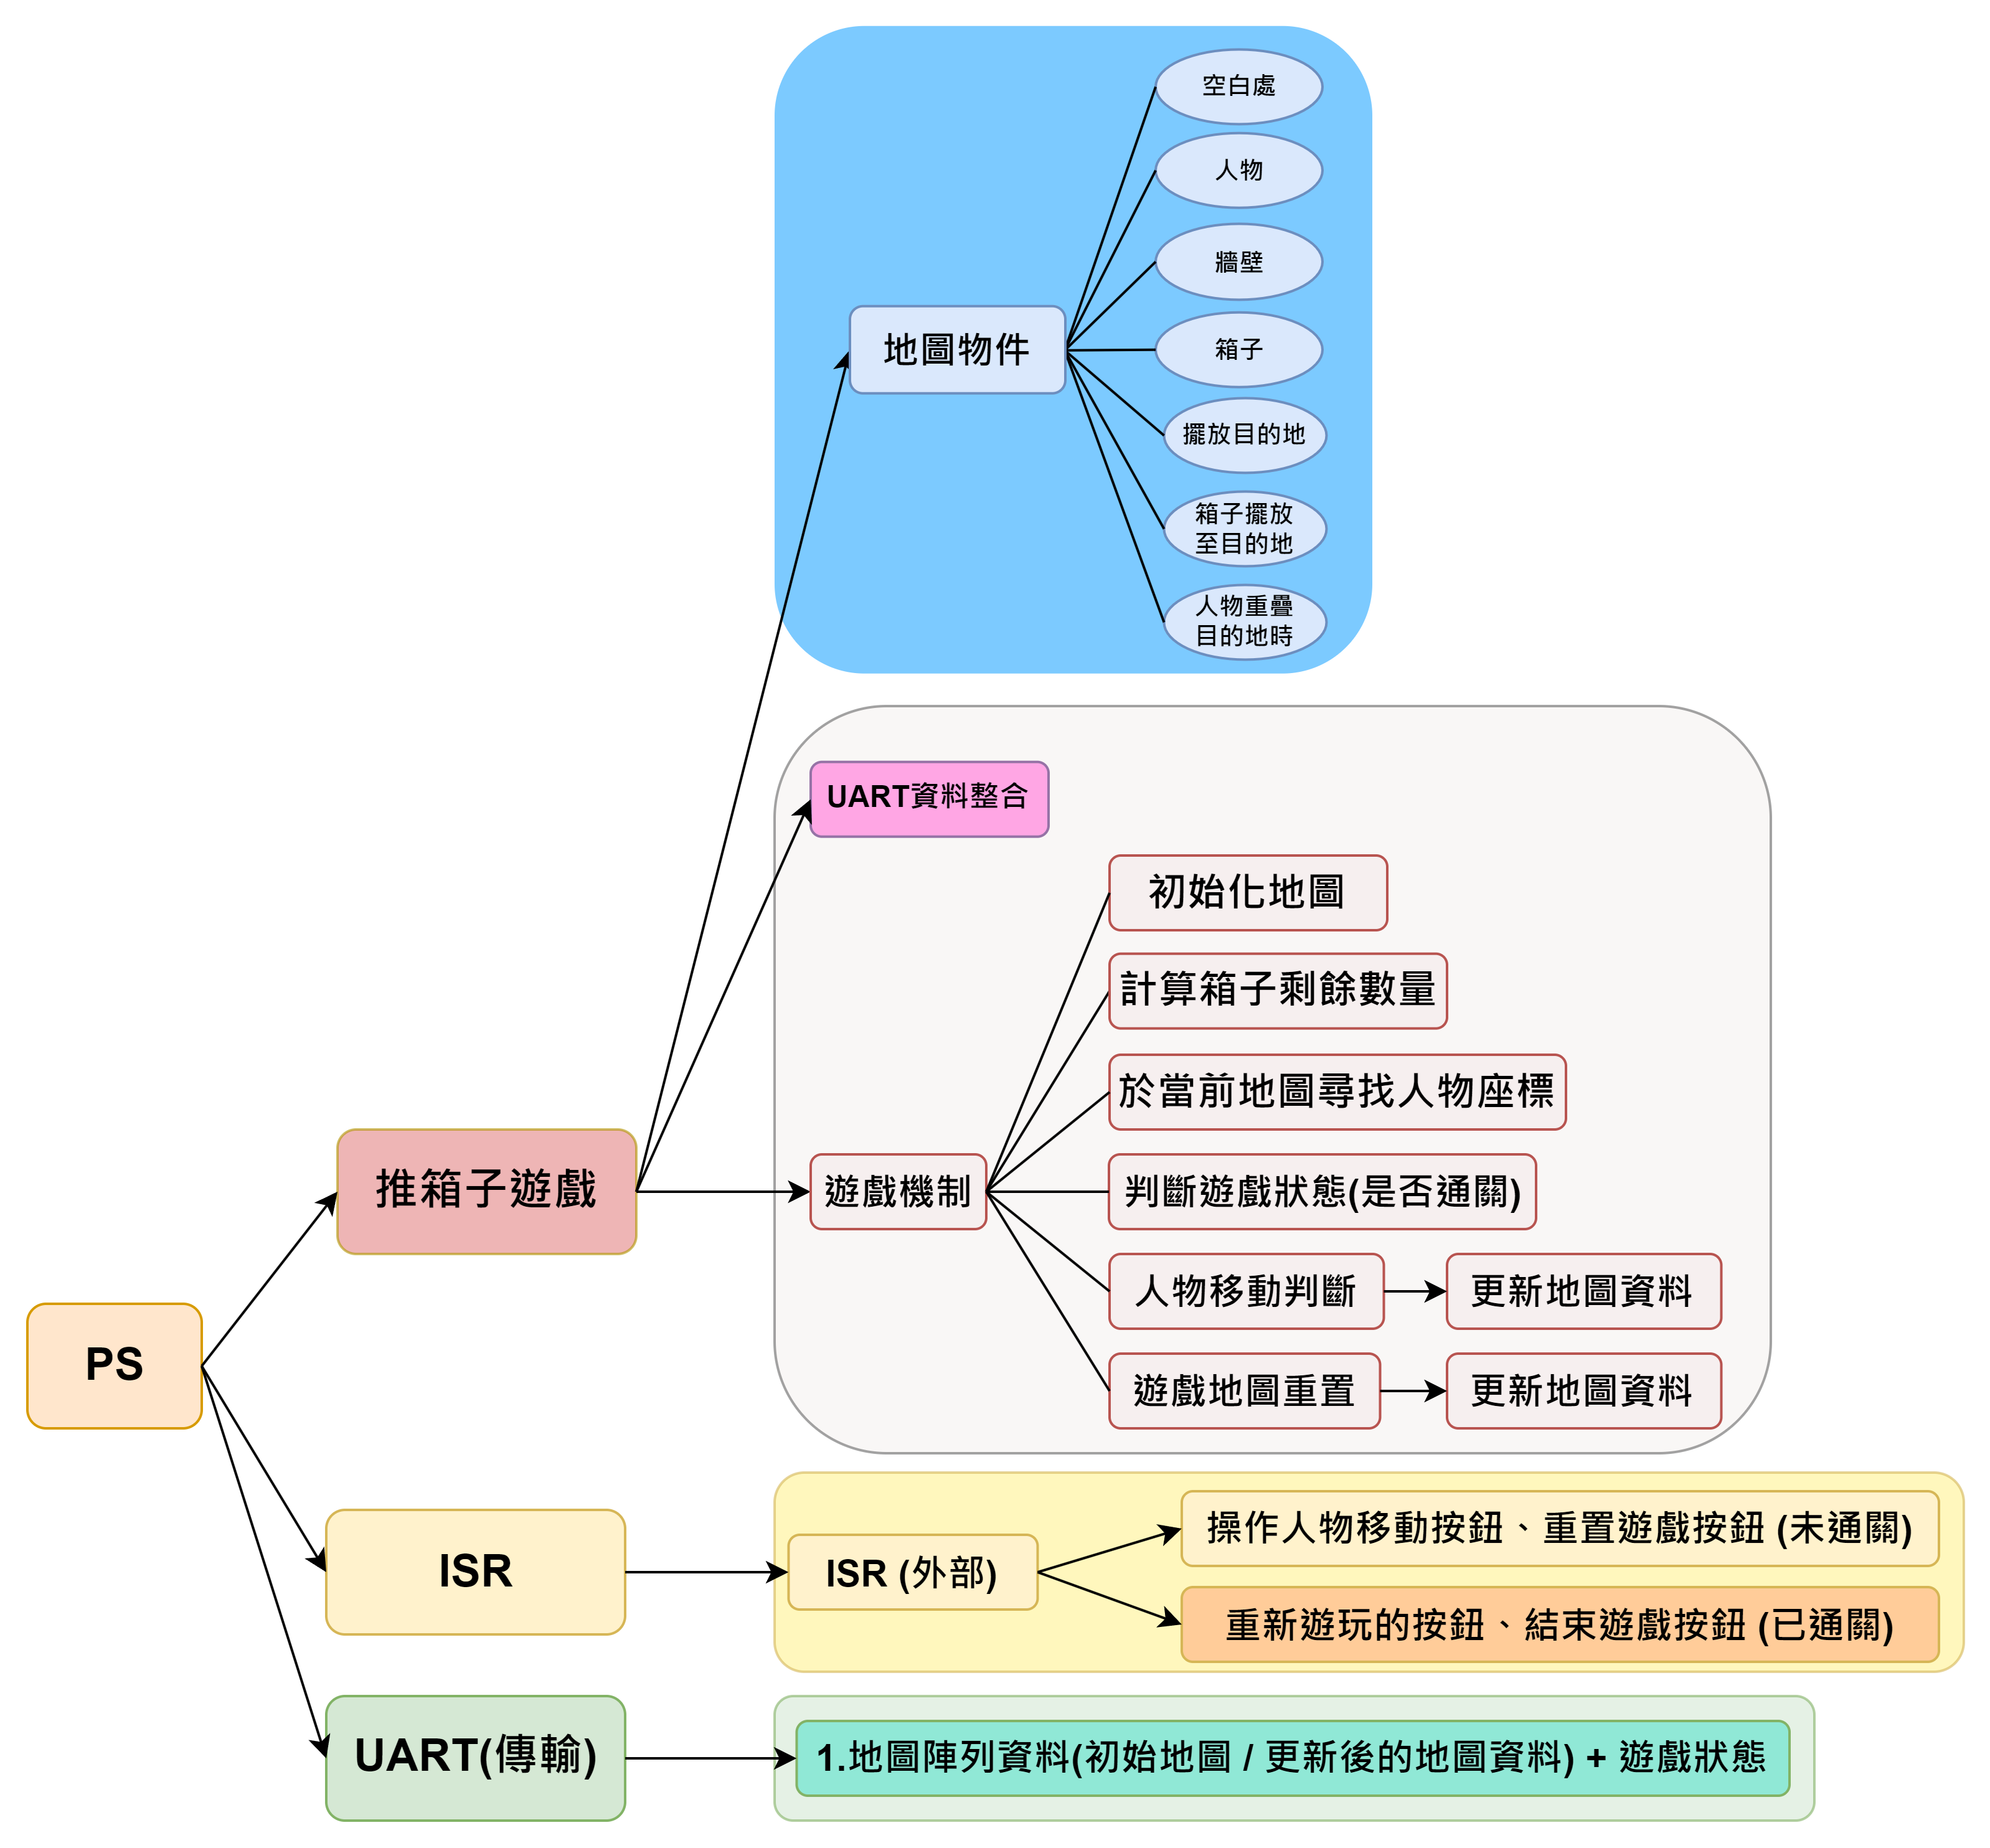 空白處
人物
牆壁
箱子
地圖物件
擺放目的地
箱子擺放
至目的地
人物重疊
目的地時
UART資料整合
初始化地圖
計算箱子剩餘數量
於當前地圖尋找人物座標
推箱子遊戲
遊戲機制
判斷遊戲狀態(是否通關)
人物移動判斷
更新地圖資料
遊戲地圖重置
更新地圖資料
PS
ISR
ISR (外部)
操作人物移動按鈕、重置遊戲按鈕 (未通關)
重新遊玩的按鈕、結束遊戲按鈕 (已通關)
UART(傳輸)
1.地圖陣列資料(初始地圖 / 更新後的地圖資料) + 遊戲狀態